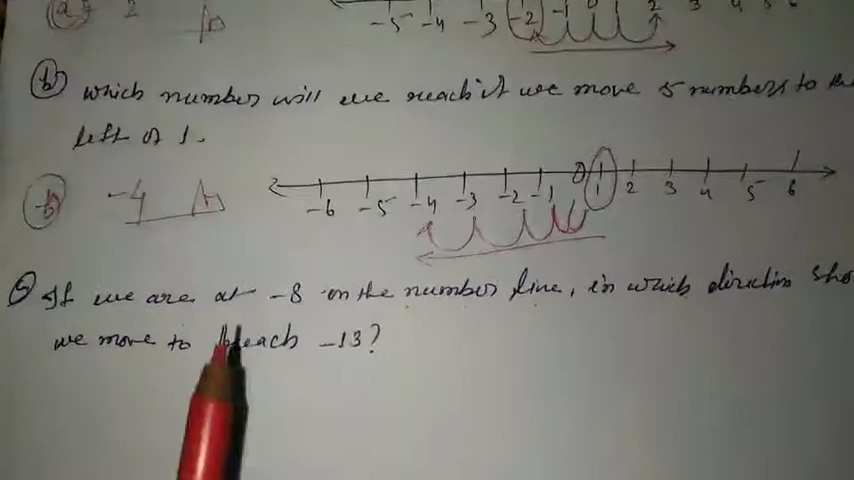 (a) 2
-5 -4 -3 -2 -1 0 1 2 3 4 5 6
(b) which number will we reach if we move 5 numbers to the
left of 1.
(b) -4 A
-6 -5 -4 -3 -2 -1 0 1 2 3 4 5 6
(c) If we are at -8 on the number line, in which direction sho
we move to reach -13?